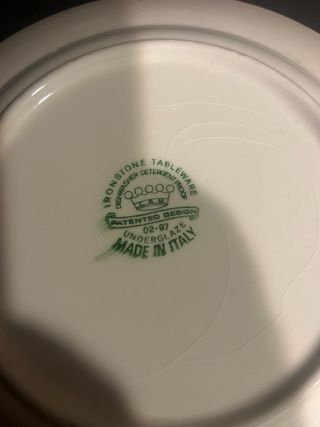 IRONSTONE TABLEWARE
DISHWASHER DETERGENT PROOF
PATENTED DESIGN
02-97
UNDERGLAZE
MADE IN ITALY